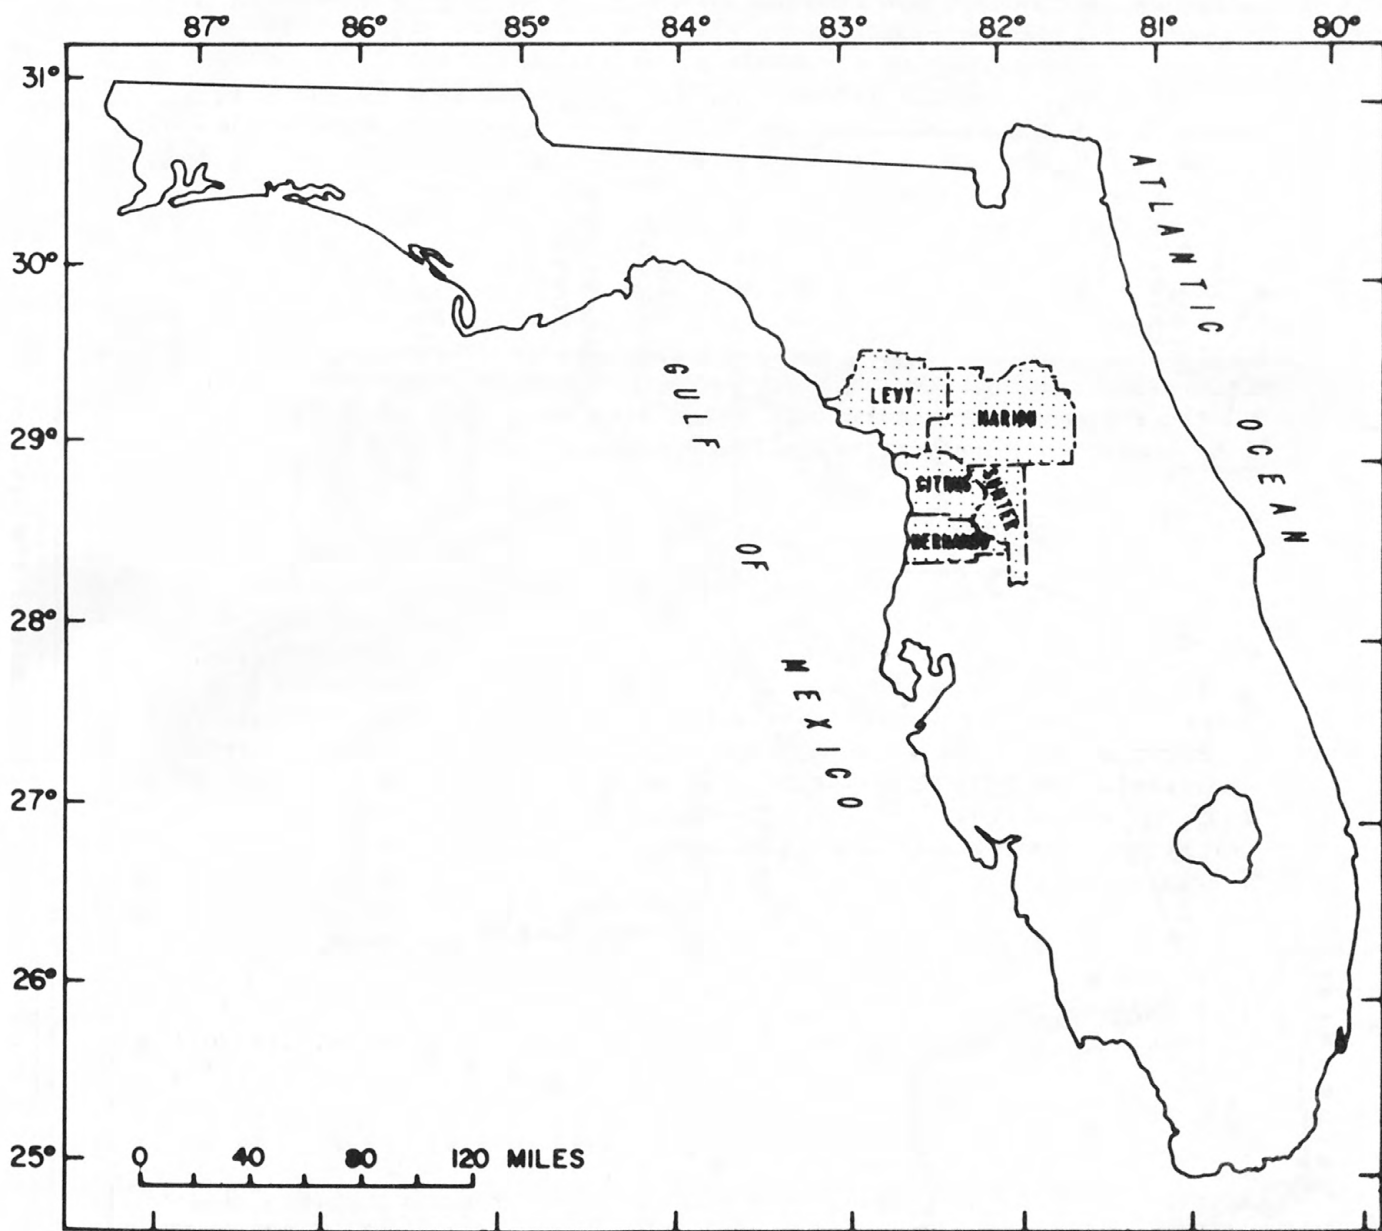 87° 86° 85° 84° 83° 82° 81° 80°
31°
30°
29°
28°
27°
26°
25°
ATLANTIC
OCEAN
GULF
OF
MEXICO
LEVY
MARION
CITRUS
SUMTER
HERNANDO
0 40 80 120 MILES